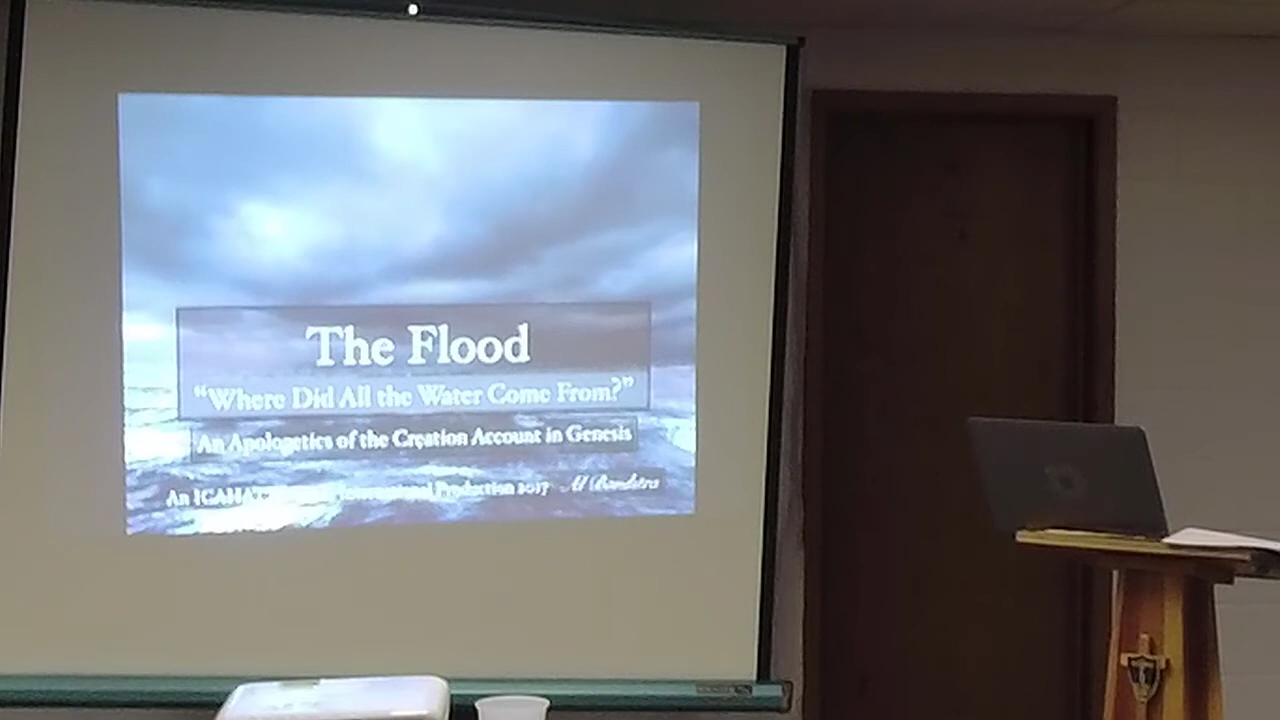 The Flood
“Where Did All the Water Come From?”
An Apologetics of the Creation Account in Genesis
An International Production 2017 Al